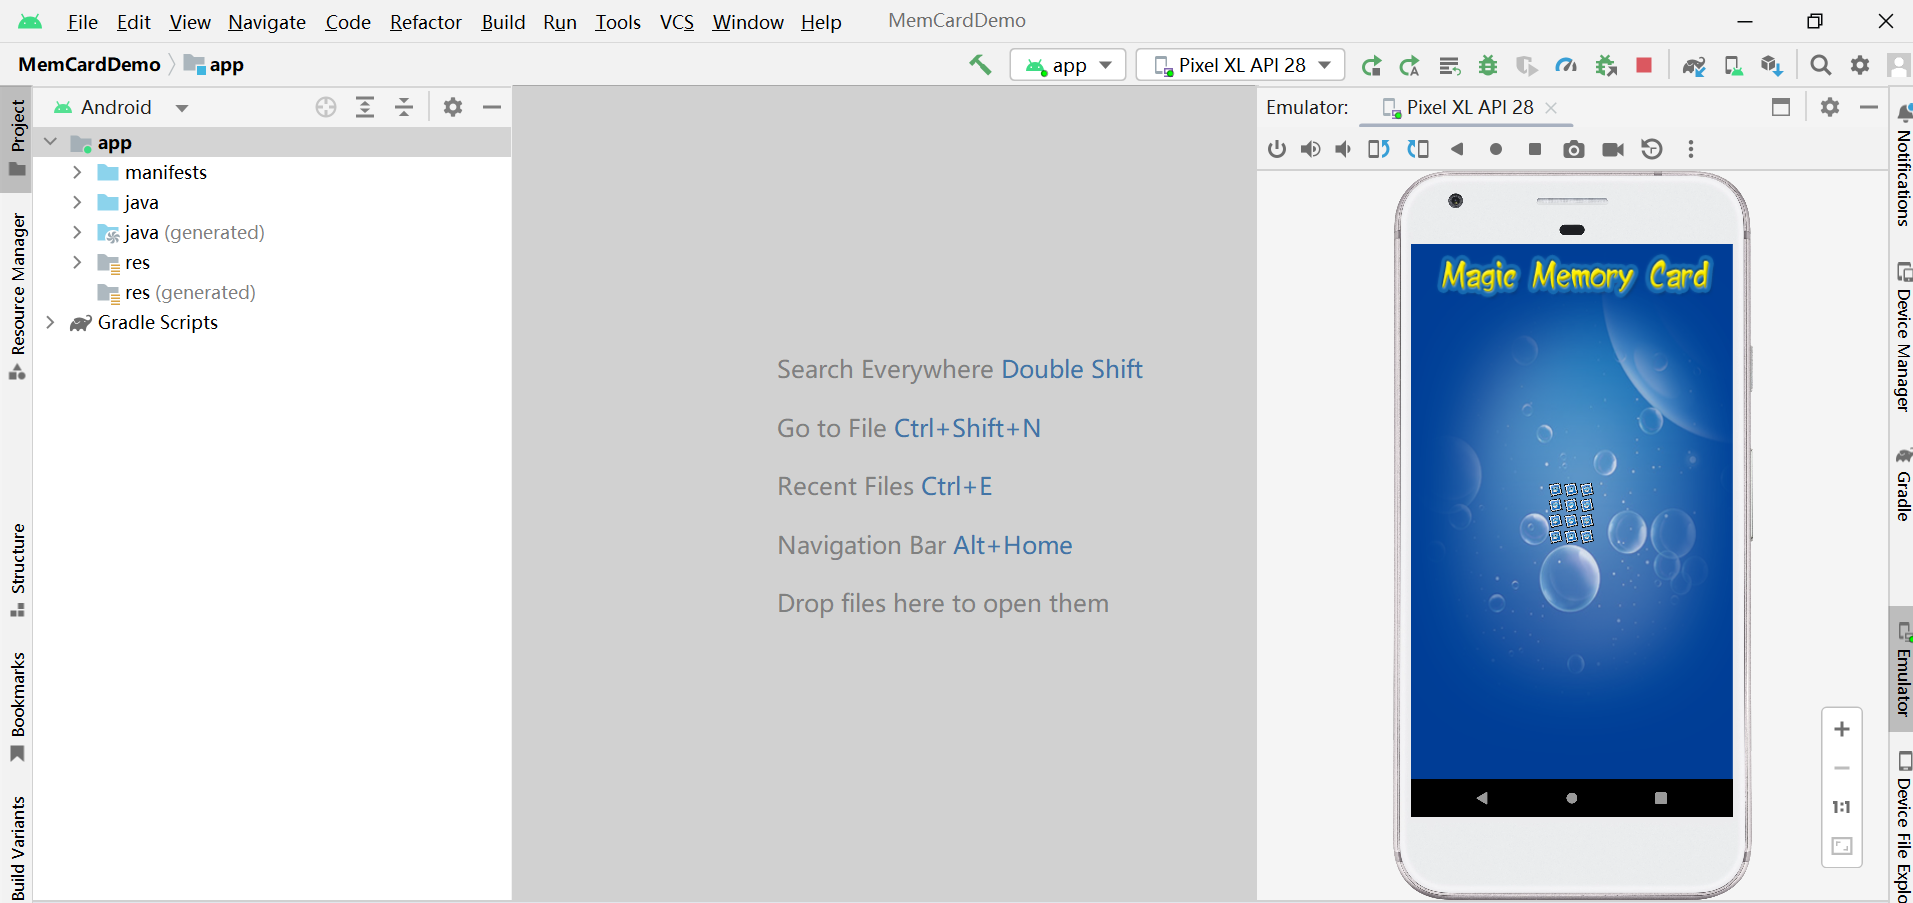 File Edit View Navigate Code Refactor Build Run Tools VCS Window Help MemCardDemo
MemCardDemo app
app
Pixel XL API 28
Project
Resource Manager
Structure
Bookmarks
Build Variants
Android
app
manifests
java
java (generated)
res
res (generated)
Gradle Scripts
Search Everywhere Double Shift
Go to File Ctrl+Shift+N
Recent Files Ctrl+E
Navigation Bar Alt+Home
Drop files here to open them
Emulator: Pixel XL API 28
Magic Memory Card
1:1
Notifications
Device Manager
Gradle
Emulator
Device File Explo